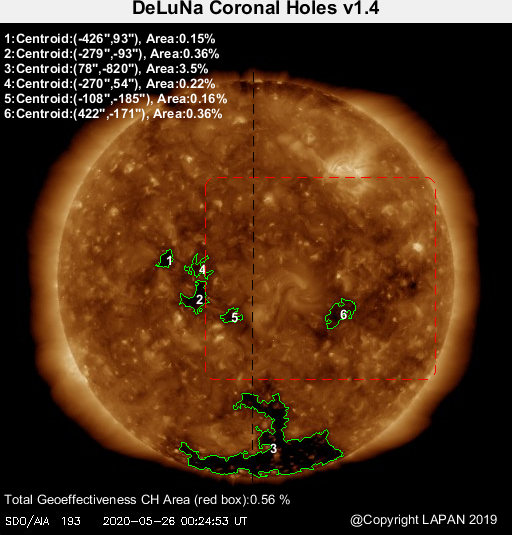 DeLuNa Coronal Holes v1.4
1:Centroid:(-426",93"), Area:0.15%
2:Centroid:(-279",-93"), Area:0.36%
3:Centroid:(78",-820"), Area:3.5%
4:Centroid:(-270",54"), Area:0.22%
5:Centroid:(-108",-185"), Area:0.16%
6:Centroid:(422",-171"), Area:0.36%
1
4
2
5
6
3
Total Geoeffectiveness CH Area (red box):0.56 %
SDO/AIA 193 2020-05-26 00:24:53 UT
@Copyright LAPAN 2019